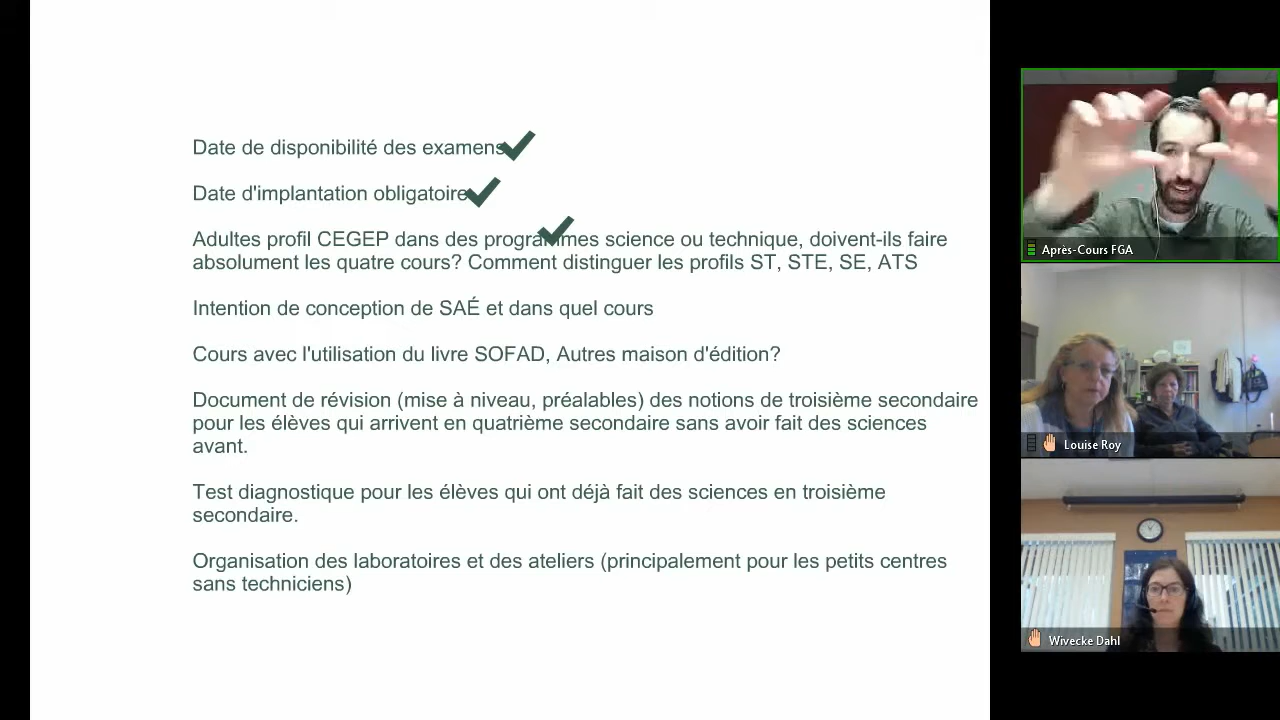 Date de disponibilité des examens
Date d'implantation obligatoire
Adultes profil CEGEP dans des programmes science ou technique, doivent-ils faire
absolument les quatre cours? Comment distinguer les profils ST, STE, SE, ATS
Intention de conception de SAÉ et dans quel cours
Cours avec l'utilisation du livre SOFAD, Autres maison d'édition?
Document de révision (mise à niveau, préalables) des notions de troisième secondaire
pour les élèves qui arrivent en quatrième secondaire sans avoir fait des sciences
avant.
Test diagnostique pour les élèves qui ont déjà fait des sciences en troisième
secondaire.
Organisation des laboratoires et des ateliers (principalement pour les petits centres
sans techniciens)
Après-Cours FGA
Louise Roy
Wivecke Dahl